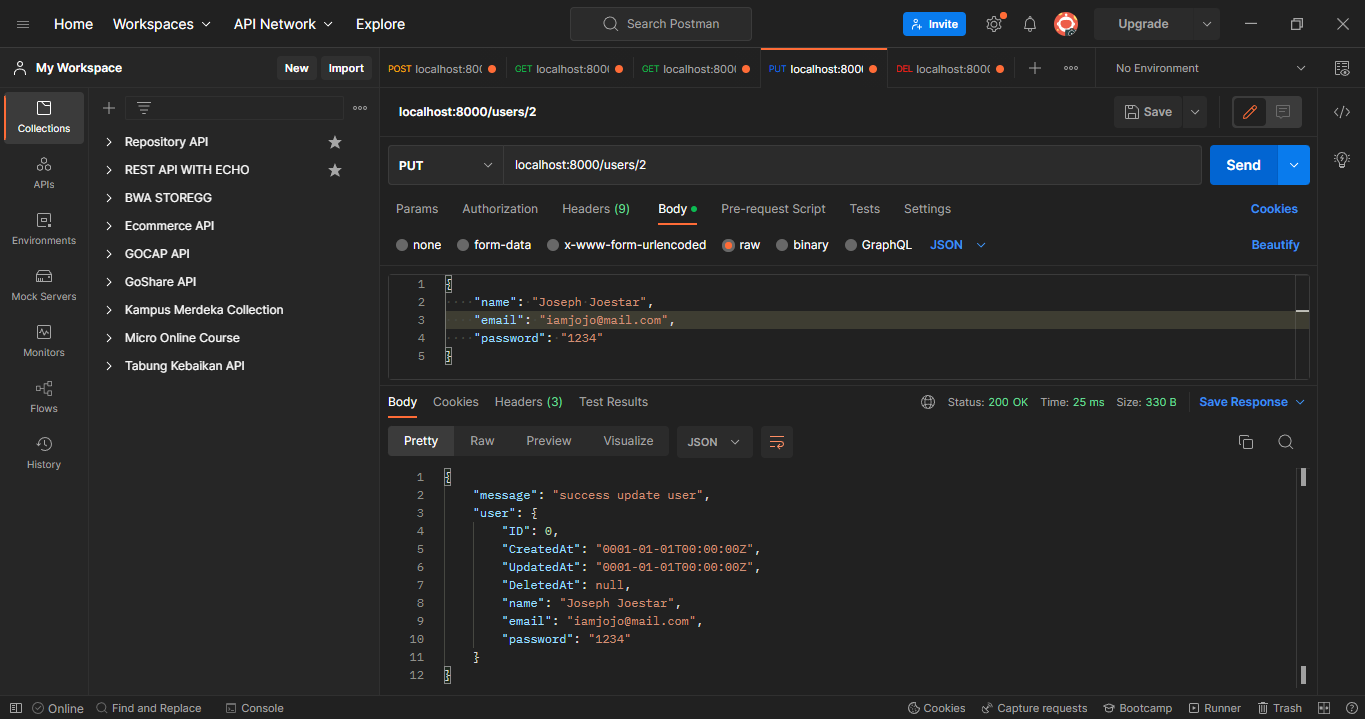 Home Workspaces API Network Explore Search Postman Invite Upgrade
My Workspace New Import POST localhost:800 GET localhost:800 GET localhost:800 PUT localhost:800 DEL localhost:800 No Environment
Collections
APIs
Environments
Mock Servers
Monitors
Flows
History
Repository API
REST API WITH ECHO
BWA STOREGG
Ecommerce API
GOCAP API
GoShare API
Kampus Merdeka Collection
Micro Online Course
Tabung Kebaikan API
localhost:8000/users/2 Save
PUT localhost:8000/users/2 Send
Params Authorization Headers (9) Body Pre-request Script Tests Settings Cookies
none form-data x-www-form-urlencoded raw binary GraphQL JSON Beautify
1 {
2 "name": "Joseph Joestar",
3 "email": "iamjojo@mail.com",
4 "password": "1234"
5 }
Body Cookies Headers (3) Test Results Status: 200 OK Time: 25 ms Size: 330 B Save Response
Pretty Raw Preview Visualize JSON
1 {
2 "message": "success update user",
3 "user": {
4 "ID": 0,
5 "CreatedAt": "0001-01-01T00:00:00Z",
6 "UpdatedAt": "0001-01-01T00:00:00Z",
7 "DeletedAt": null,
8 "name": "Joseph Joestar",
9 "email": "iamjojo@mail.com",
10 "password": "1234"
11 }
12 }
Online Find and Replace Console Cookies Capture requests Bootcamp Runner Trash